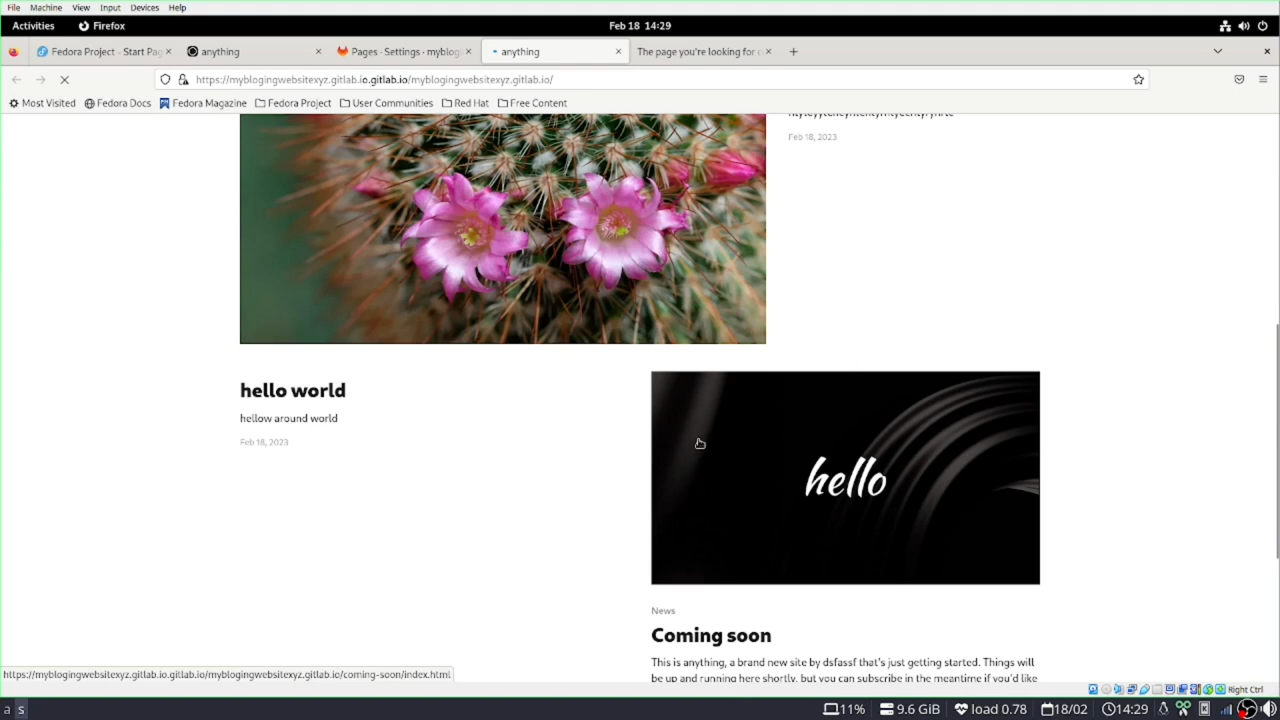 File Machine View Input Devices Help
Activities Firefox Feb 18 14:29
Fedora Project - Start Pag anything Pages - Settings · myblog anything The page you're looking for
https://myblogingwebsitexyz.gitlab.io.gitlab.io/myblogingwebsitexyz.gitlab.io/
Most Visited Fedora Docs Fedora Magazine Fedora Project User Communities Red Hat Free Content
Feb 18, 2023
hello world
hellow around world
Feb 18, 2023
hello
News
Coming soon
This is anything, a brand new site by dsfassf that's just getting started. Things will
be up and running here shortly, but you can subscribe in the meantime if you'd like
https://myblogingwebsitexyz.gitlab.io.gitlab.io/myblogingwebsitexyz.gitlab.io/coming-soon/index.html
Right Ctrl
a s 11% 9.6 GiB load 0.78 18/02 14:29